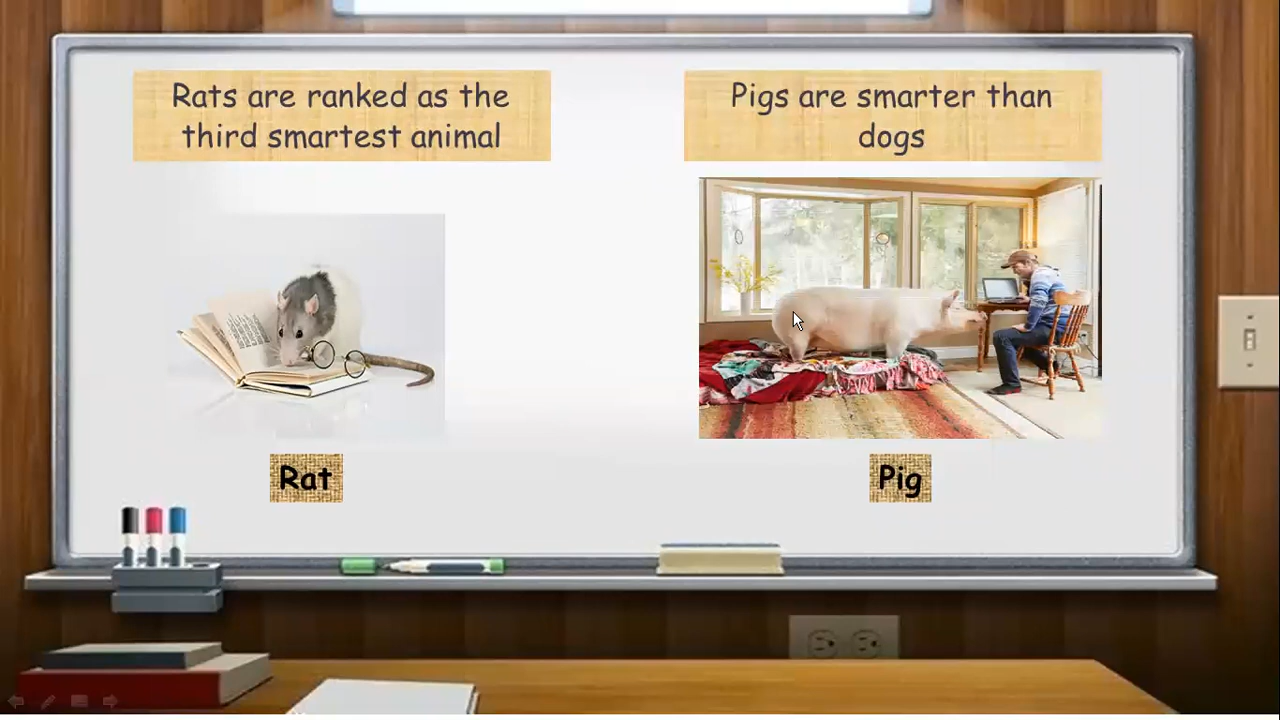 Rats are ranked as the
third smartest animal
Pigs are smarter than
dogs
Rat
Pig